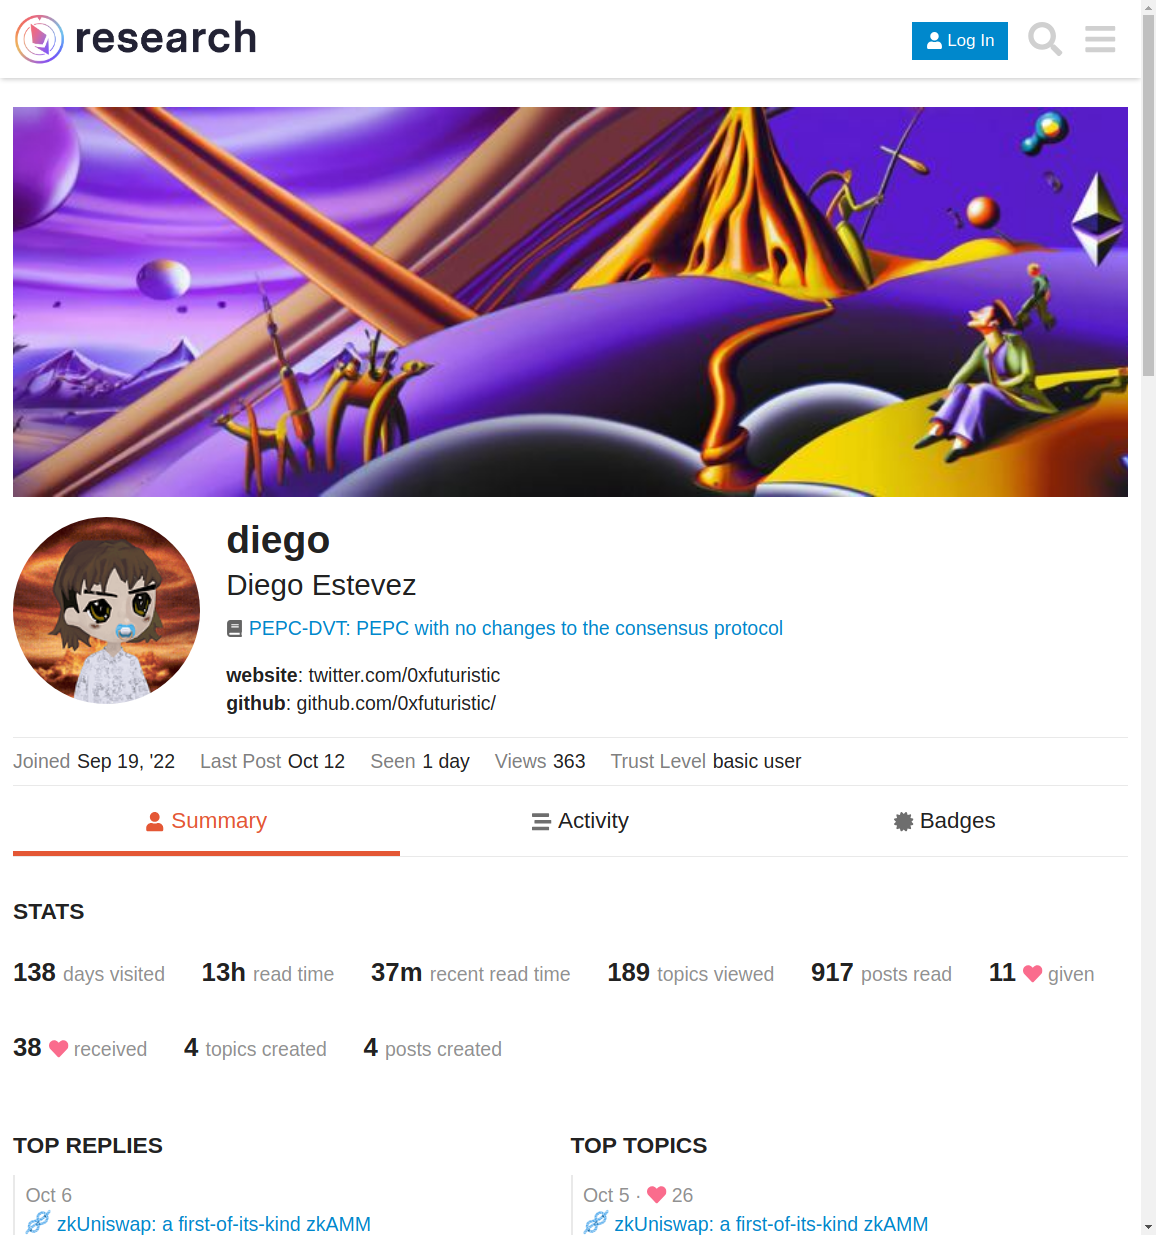 research
Log In
diego
Diego Estevez
PEPC-DVT: PEPC with no changes to the consensus protocol
website: twitter.com/0xfuturistic
github: github.com/0xfuturistic/
Joined Sep 19, '22 Last Post Oct 12 Seen 1 day Views 363 Trust Level basic user
Summary Activity Badges
STATS
138 days visited 13h read time 37m recent read time 189 topics viewed 917 posts read 11 given
38 received 4 topics created 4 posts created
TOP REPLIES
Oct 6
zkUniswap: a first-of-its-kind zkAMM
TOP TOPICS
Oct 5 · 26
zkUniswap: a first-of-its-kind zkAMM